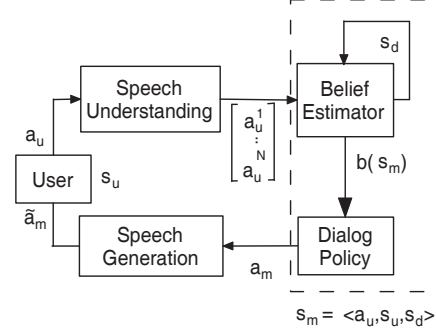 s_d
Speech
Understanding
Belief
Estimator
a_u
a_u^1
:
a_u^N
b( s_m )
User
s_u
ã_m
Speech
Generation
Dialog
Policy
a_m
s_m = <a_u,s_u,s_d>